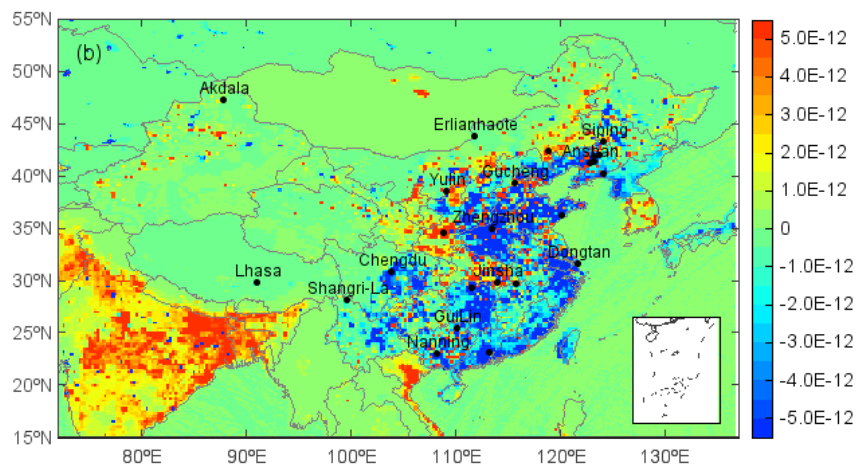 55ºN
50ºN
45ºN
40ºN
35ºN
30ºN
25ºN
20ºN
15ºN
(b)
Akdala
Erlianhaote
Siping
Anshan
Gucheng
Yulin
Zhengzhou
Dongtan
Chengdu
Lhasa
Jinsha
Shangri-La
GuiLin
Nanning
80ºE
90ºE
100ºE
110ºE
120ºE
130ºE
5.0E-12
4.0E-12
3.0E-12
2.0E-12
1.0E-12
0
-1.0E-12
-2.0E-12
-3.0E-12
-4.0E-12
-5.0E-12